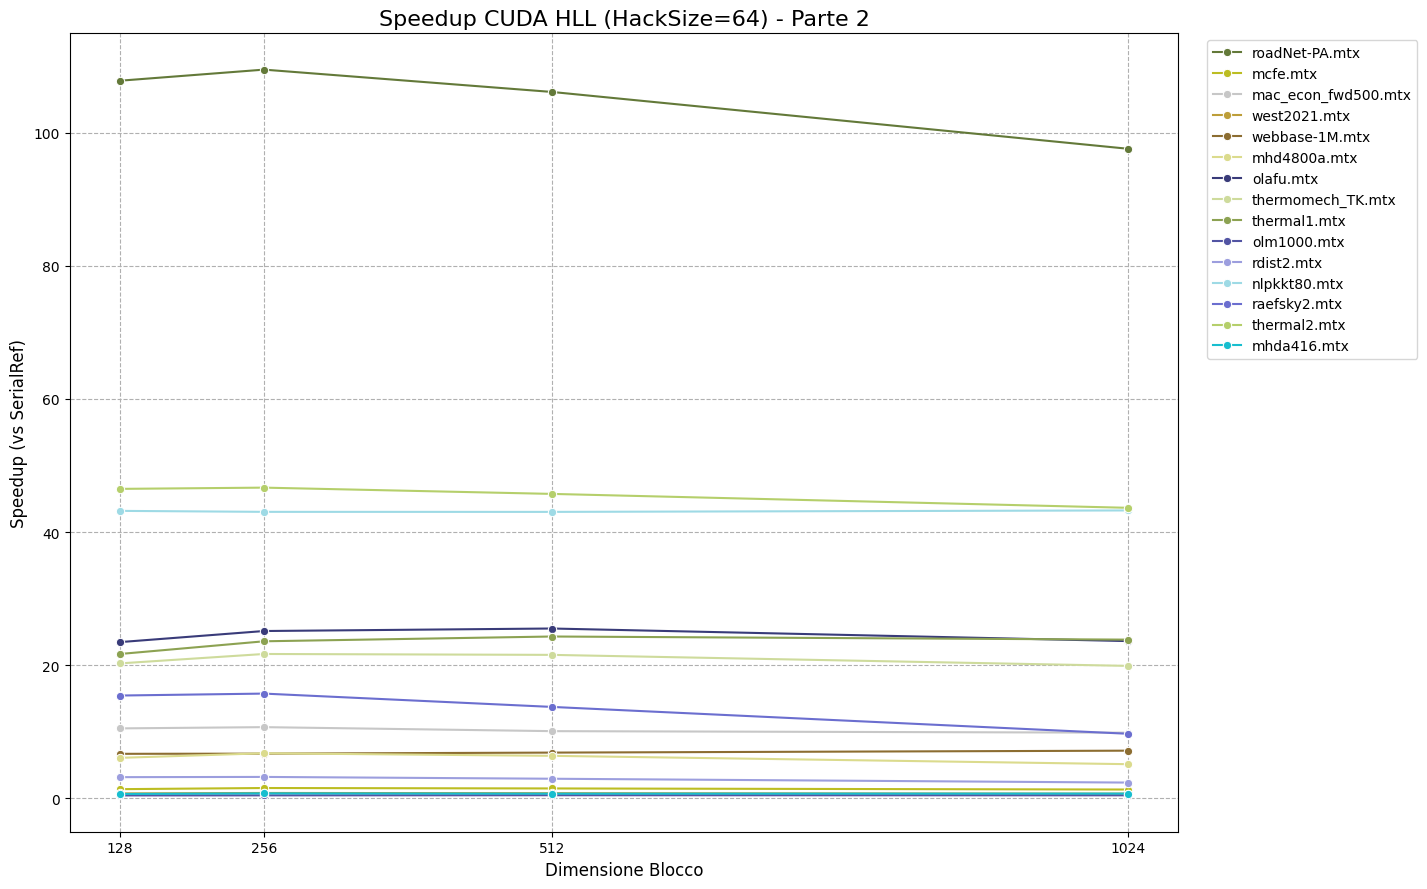 Speedup CUDA HLL (HackSize=64) - Parte 2
Speedup (vs SerialRef)
100
80
60
40
20
0
128
256
512
1024
Dimensione Blocco
roadNet-PA.mtx
mcfe.mtx
mac_econ_fwd500.mtx
west2021.mtx
webbase-1M.mtx
mhd4800a.mtx
olafu.mtx
thermomech_TK.mtx
thermal1.mtx
olm1000.mtx
rdist2.mtx
nlpkkt80.mtx
raefsky2.mtx
thermal2.mtx
mhda416.mtx